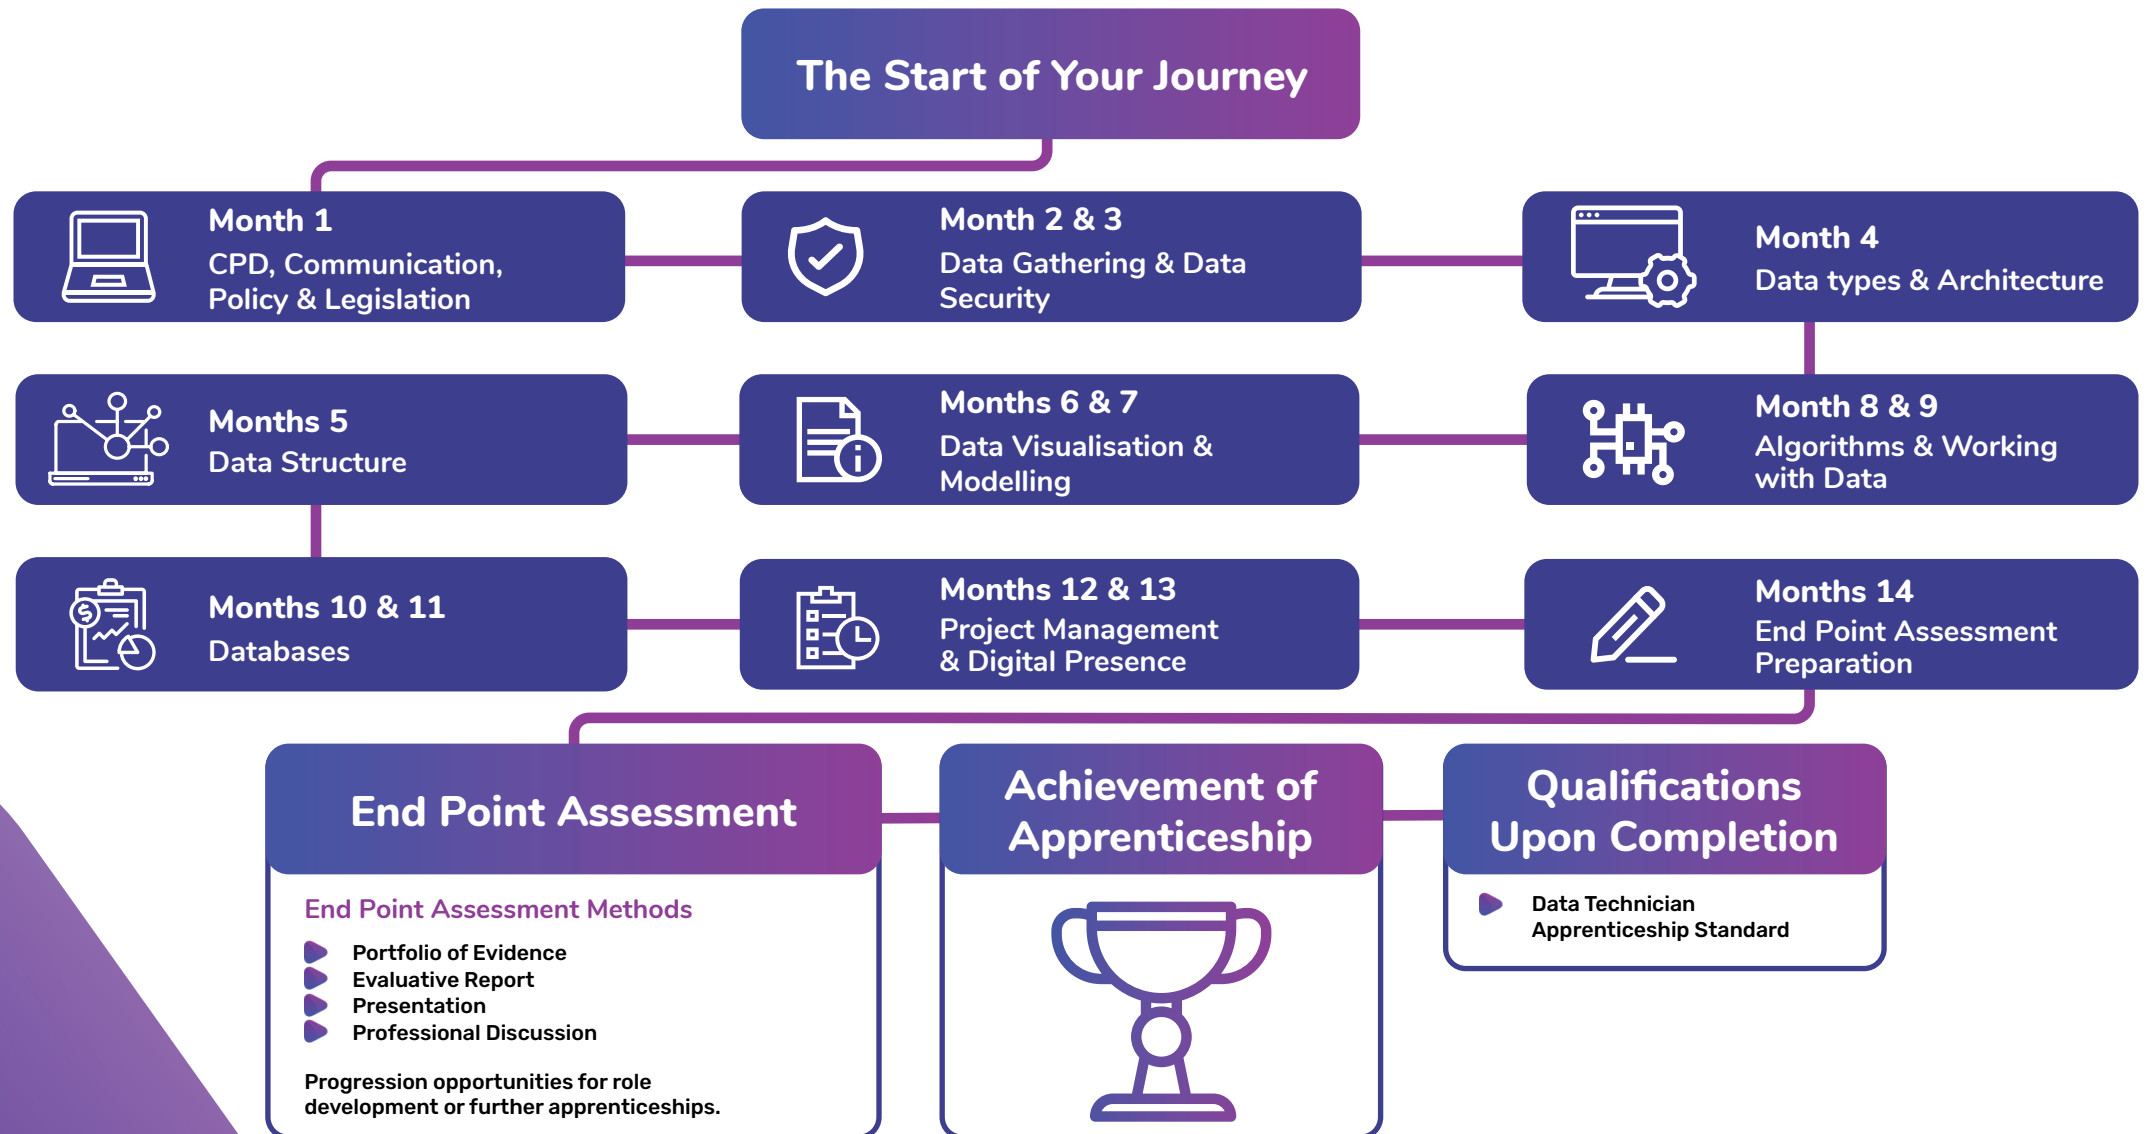 The Start of Your Journey
Month 1
CPD, Communication,
Policy & Legislation
Month 2 & 3
Data Gathering & Data
Security
Month 4
Data types & Architecture
Months 5
Data Structure
Months 6 & 7
Data Visualisation &
Modelling
Month 8 & 9
Algorithms & Working
with Data
Months 10 & 11
Databases
Months 12 & 13
Project Management
& Digital Presence
Months 14
End Point Assessment
Preparation
End Point Assessment
End Point Assessment Methods
Portfolio of Evidence
Evaluative Report
Presentation
Professional Discussion
Progression opportunities for role
development or further apprenticeships.
Achievement of
Apprenticeship
Qualifications
Upon Completion
Data Technician
Apprenticeship Standard